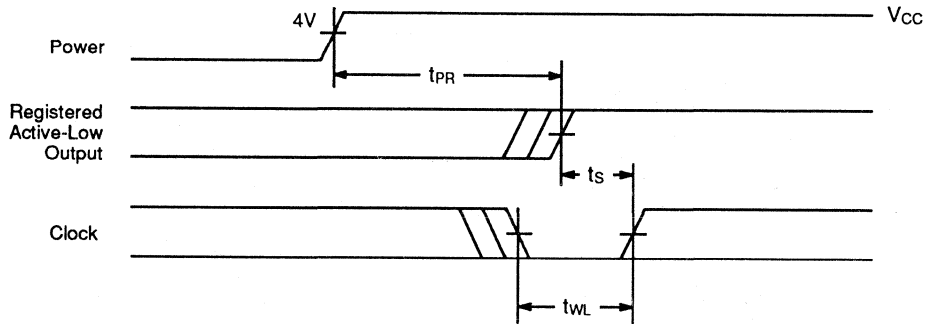 4V
VCC
Power
tPR
Registered
Active-Low
Output
tS
Clock
tWL